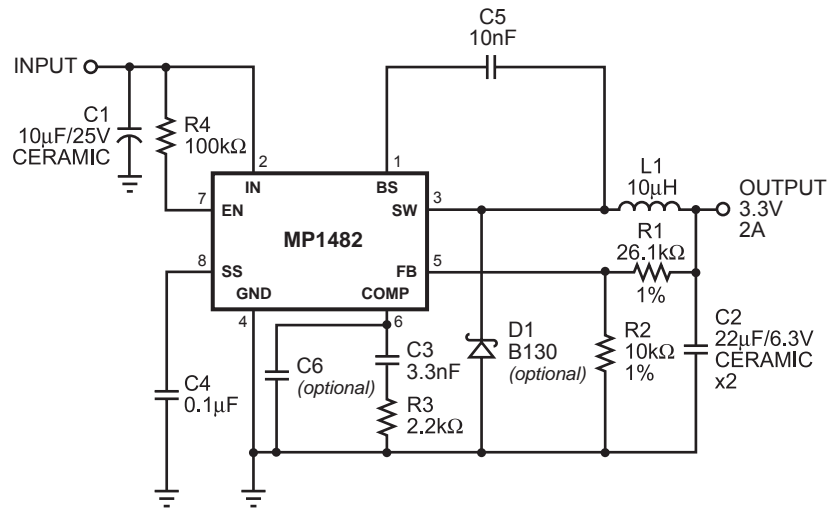 C5
10nF
INPUT
C1
10µF/25V
CERAMIC
R4
100kΩ
2
1
L1
10µH
OUTPUT
3.3V
2A
IN
BS
7
EN
SW
3
MP1482
R1
26.1kΩ
1%
8
SS
FB
5
GND
COMP
4
6
C2
22µF/6.3V
CERAMIC
x2
D1
B130
(optional)
R2
10kΩ
1%
C3
3.3nF
C6
(optional)
C4
0.1µF
R3
2.2kΩ